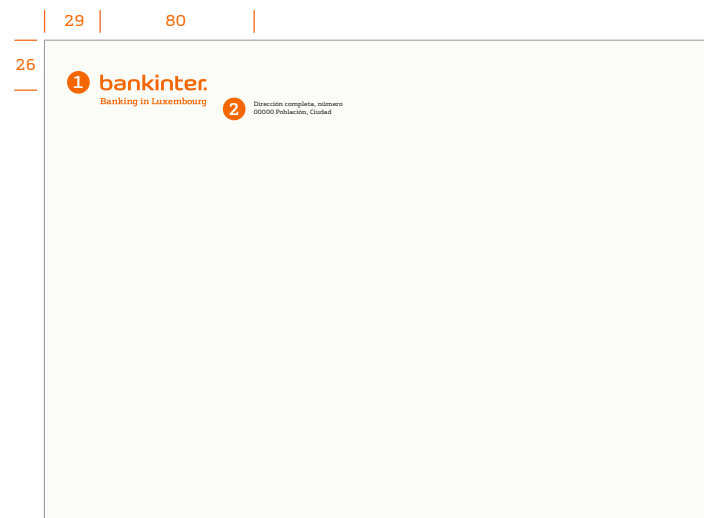 29 80
26
1 bankinter.
Banking in Luxembourg
2 Dirección completa, número
00000 Población, Ciudad